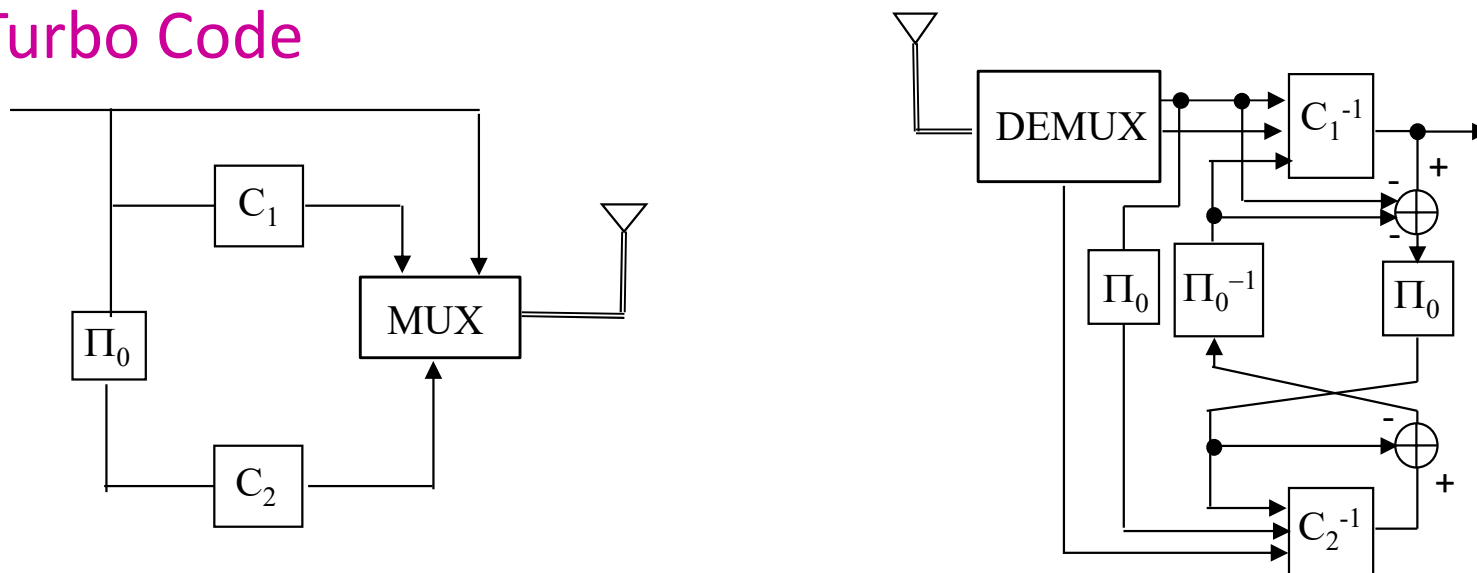 Turbo Code
C₁
MUX
Π₀
C₂
DEMUX
C₁⁻¹
+
-
-
Π₀
Π₀⁻¹
Π₀
-
+
C₂⁻¹